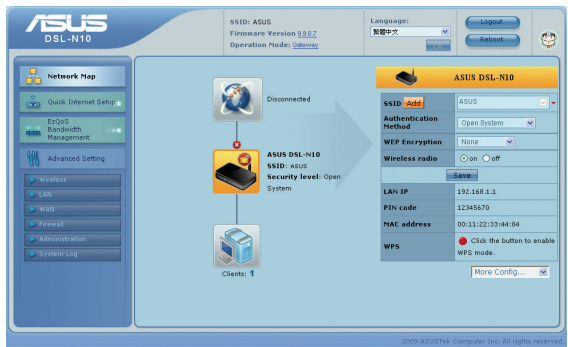 ASUS
DSL-N10
SSID: ASUS
Firmware Version 9.9.0.7
Operation Mode: Gateway
Language:
繁體中文
Logout
Reboot
Network Map
Quick Internet Setup
EzQoS
Bandwidth
Management
Advanced Setting
Wireless
LAN
WAN
Firewall
Administration
System Log
Disconnected
ASUS DSL-N10
SSID: ASUS
Security level: Open
System
Clients: 1
ASUS DSL-N10
SSID Add ASUS
Authentication
Method Open System
WEP Encryption None
Wireless radio on off
Save
LAN IP 192.168.1.1
PIN code 12345670
MAC address 00:11:22:33:44:04
WPS Click the button to enable
WPS mode.
More Config...
2009 ASUSTek Computer Inc. All rights reserved.